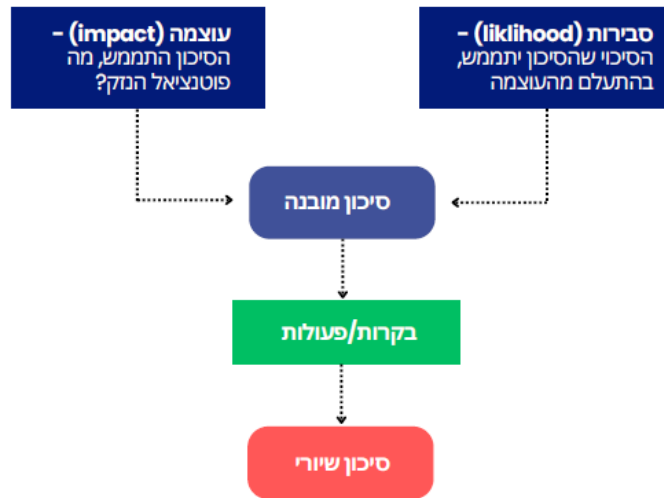 סבירות (liklihood) –
הסיכוי שהסיכון יתממש,
בהתעלם מהעוצמה
עוצמה (impact) –
הסיכון התממש, מה
פוטנציאל הנזק?
סיכון מובנה
בקרות/פעולות
סיכון שיורי